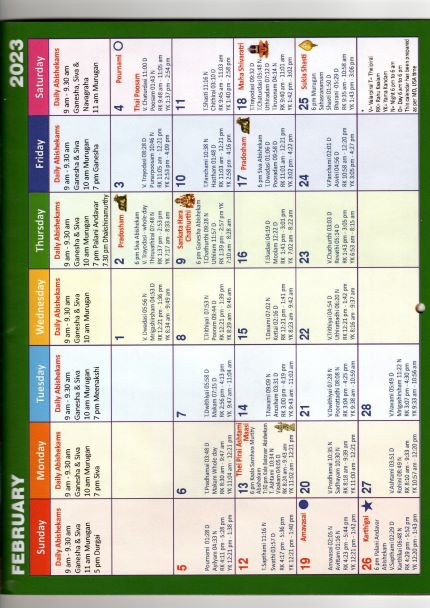 FEBRUARY 2023
Sunday Monday Tuesday Wednesday Thursday Friday Saturday
Daily Abishekams
9 am - 9.30 am
Ganesha & Siva
11 am Murugan
5 pm Durgai
Daily Abishekams
9 am - 9.30 am
Ganesha & Siva
10 am Murugan
7 pm Siva
Daily Abishekams
9 am - 9.30 am
Ganesha & Siva
10 am Murugan
7 pm Meenakshi
Daily Abishekams
9 am - 9.30 am
Ganesha & Siva
10 am Murugan
Daily Abishekams
9 am - 9.30 am
Ganesha & Siva
10 am Murugan
7 pm Palani Andavar
7.30 pm Dhakshinamurthy
Daily Abishekams
9 am - 9.30 am
Ganesha & Siva
10 am Murugan
7 pm Ganesha
Daily Abishekams
9 am - 9.30 am
Ganesha, Siva &
Navagraha
11 am Murugan
1
V. Dwadasi 05:56 N
Mrigashirsham 04:53 D
RK 12:21 pm - 1:36 pm
YK 8:34 am - 9:49 am
2 Pradosham
6 pm Siva Abishekam
V. Trayodasi - whole day
Thiruvathirai 07:48 N
RK 1:37 pm - 2:53 pm
YK 7:17 am - 8:33 am
3
V. Trayodasi 08:28 D
Punarpoosam 10:46 N
RK 11:05 am - 12:21 pm
YK 2:53 pm - 4:09 pm
4 Pournami
Thai Poosam
V. Chaturdasi 11:00 D
Poosam 01:43 N
RK 9:48 am - 11:05 am
YK 1:37 pm - 2:54 pm
5
Pournami 01:28 D
Ayilyam 04:33 N
RK 4:11 pm - 5:28 pm
YK 12:21 pm - 1:38 pm
6
T.Pradhamai 03:48 D
Makam Whole day
RK 8:30 am - 9:47 am
YK 11:04 am - 12:21 pm
7
T.Dwithiyai 05:58 D
Makam 07:15 D
RK 2:56 pm - 4:13 pm
YK 9:47 am - 11:04 am
8
T.Trithiyai 07:53 N
Pooram 09:44 D
RK 12:21 pm - 1:39 pm
YK 8:29 am - 9:46 am
9 Sankata Hara
Chathurthi
6 pm Ganesha Abishekam
T.Chathurthi 09:28 N
Uthiram 11:57 D
RK 1:39 pm - 2:57 pm YK
7:10 am - 8:28 am
10
T.Panchami 10:38 N
Hastham 01:48 D
RK 11:03 am - 12:21 pm
YK 2:58 pm - 4:16 pm
11
T.Shasti 11:16 N
Chithirai 03:10 D
RK 9:45 am - 11:03 am
YK 1:40 pm - 2:58 pm
12
T.Sapthami 11:16 N
Swathi 03:57 D
RK 4:17 pm - 5:36 pm
YK 12:21 pm - 1:40 pm
13 Thei Pirai Ashtami
Maasi
6 pm Kaala Samhara Murthy
Abishekam
7:30 pm Kala Bairavar Abishekam
T. Ashtami 10:34 N
Visakam 04:05 D
RK 8:24 am - 9:43 am
YK 11:02 am - 12:21 pm
14
T.Navami 09:09 N
Anusham 03:31 D
RK 3:00 pm - 4:19 pm
YK 9:43 am - 11:02 am
15
T.Dasami 07:02 N
Kettai 02:16 D
RK 12:21 pm - 1:41 pm
YK 8:23 am - 9:42 am
16
T.Ekadasi 04:19 D
Moolam 12:22 D
RK 1:41 pm - 3:01 pm
YK 7:02 am - 8:22 am
17 Pradosham
6 pm Siva Abishekam
T.Dwadasi 01:06 D
Pooradam 09:58 D
RK 11:01 am - 12:21 pm
YK 3:02 pm - 4:22 pm
18 Maha Shivaratri
T.Trayodasi 09:32 D
T.Chaturdasi 05:48 N
Uthiradam 07:12 D
Tiruvonam 04:14 N
RK 9:40 am - 11:01 am
YK 1:42 pm - 3:02 pm
19 Amavasai
Amavasai 02:05 N
Avittam 01:16 N
RK 4:23 pm - 5:44 pm
YK 12:21 pm - 1:42 pm
20
T.Pradhamai 10:35 N
Sadhayam 10:30 N
RK 8:18 am - 9:39 am
YK 11:00 am - 12:21 pm
21
V.Dwithiyai 07:28 N
Poorattadhi 08:08 N
RK 3:04 pm - 4:25 pm
YK 9:38 am - 10:59 am
22
V.Trithiyai 04:54 D
Uthirattadhi 06:20 N
RK 12:21 pm - 1:42 pm
YK 8:16 am - 9:37 am
23
V.Chathurthi 03:03 D
Revathi 05:14 D
RK 1:43 pm - 3:05 pm
YK 6:53 am - 8:15 am
24
V.Panchami 02:01 D
Asvini 04:56 D
RK 10:58 am - 12:20 pm
YK 3:05 pm - 4:27 pm
25 Sukla Shasti
6 pm Murugan
Sahasranamam
Shasti 01:50 D
Bharani -05:29 D
RK 9:35 am - 10:58 am
YK 1:43 pm - 3:06 pm
26 Karthigai
6 pm Palani Andavar
Abishekam
V.Sapthami 02:29 D
Karthikai 06:48 N
RK 4:29 pm - 5:52 pm
YK 12:20 pm - 1:43 pm
27
V.Ashtami 03:51 D
Rohini 08:49 N
RK 8:10 am - 9:33 am
YK 10:57 am - 12:20 pm
28
V.Navami 05:49 D
Mrigashirsham 11:22 N
RK 3:07 pm - 4:30 pm
YK 9:33 am - 10:56 am
*
V= Valarpirai T= Theipirai
RK= Rahu Kaalam
YK= Yama Kandam
N= Night 6 pm to 6 am
D= Day 6 am to 6 pm
This calendar has been prepared
as per MD, USA time